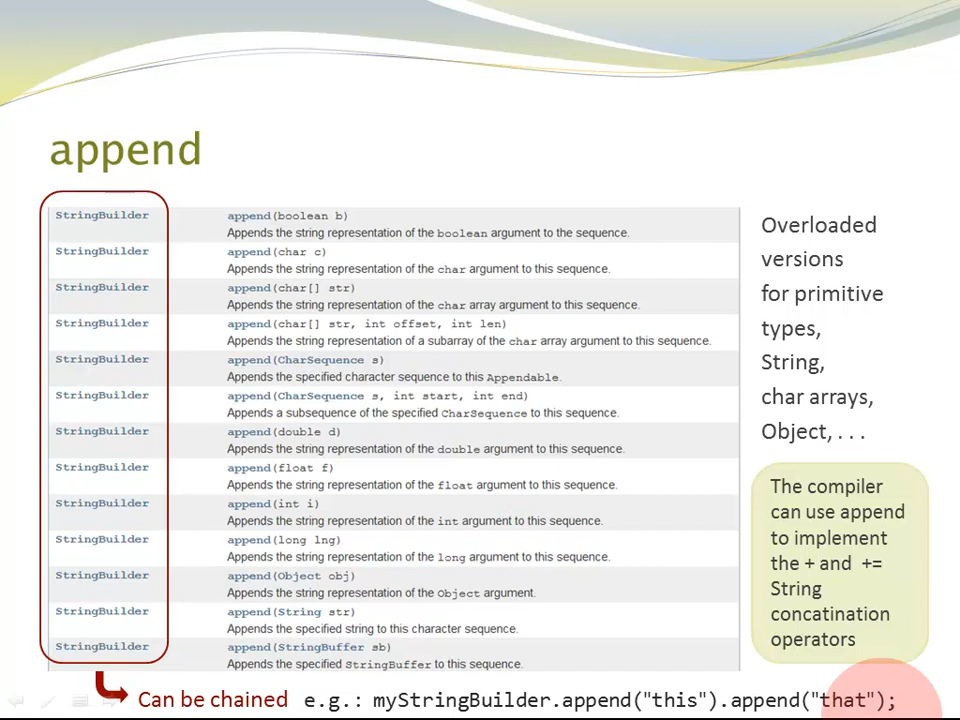 append
StringBuilder append(boolean b)
Appends the string representation of the boolean argument to the sequence.
StringBuilder append(char c)
Appends the string representation of the char argument to this sequence.
StringBuilder append(char[] str)
Appends the string representation of the char array argument to this sequence.
StringBuilder append(char[] str, int offset, int len)
Appends the string representation of a subarray of the char array argument to this sequence.
StringBuilder append(CharSequence s)
Appends the specified character sequence to this Appendable.
StringBuilder append(CharSequence s, int start, int end)
Appends a subsequence of the specified CharSequence to this sequence.
StringBuilder append(double d)
Appends the string representation of the double argument to this sequence.
StringBuilder append(float f)
Appends the string representation of the float argument to this sequence.
StringBuilder append(int i)
Appends the string representation of the int argument to this sequence.
StringBuilder append(long lng)
Appends the string representation of the long argument to this sequence.
StringBuilder append(Object obj)
Appends the string representation of the Object argument.
StringBuilder append(String str)
Appends the specified string to this character sequence.
StringBuilder append(StringBuffer sb)
Appends the specified StringBuffer to this sequence.
Overloaded
versions
for primitive
types,
String,
char arrays,
Object, . . .
The compiler
can use append
to implement
the + and +=
String
concatination
operators
Can be chained e.g.: myStringBuilder.append("this").append("that");